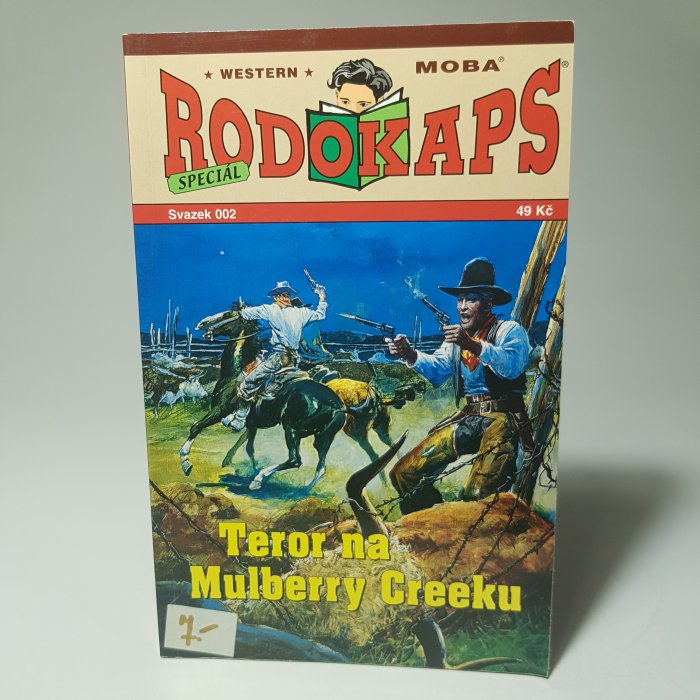 ★ WESTERN ★ MOBA®
RODOKAPS®
SPECIÁL
Svazek 002 49 Kč
Teror na
Mulberry Creeku
7.-